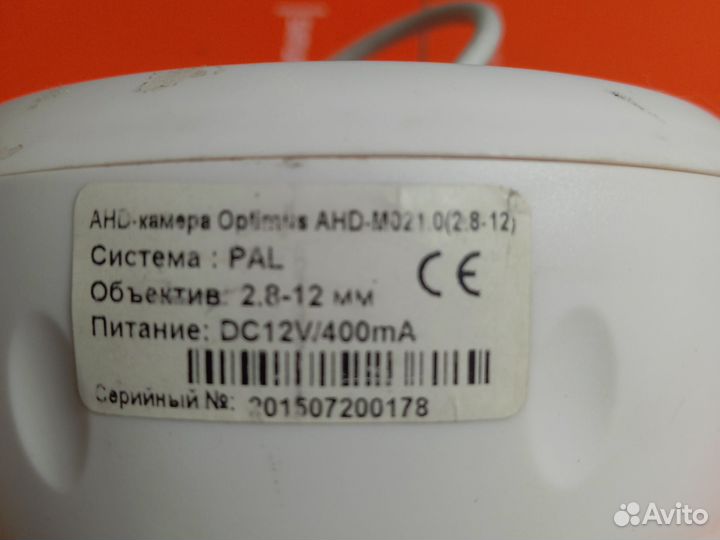 AHD-камера Optimus AHD-M021.0(2.8-12)
Система : PAL
Объектив: 2.8-12 мм
CE
Питание: DC12V/400mA
Серийный №: 201507200178
Avito